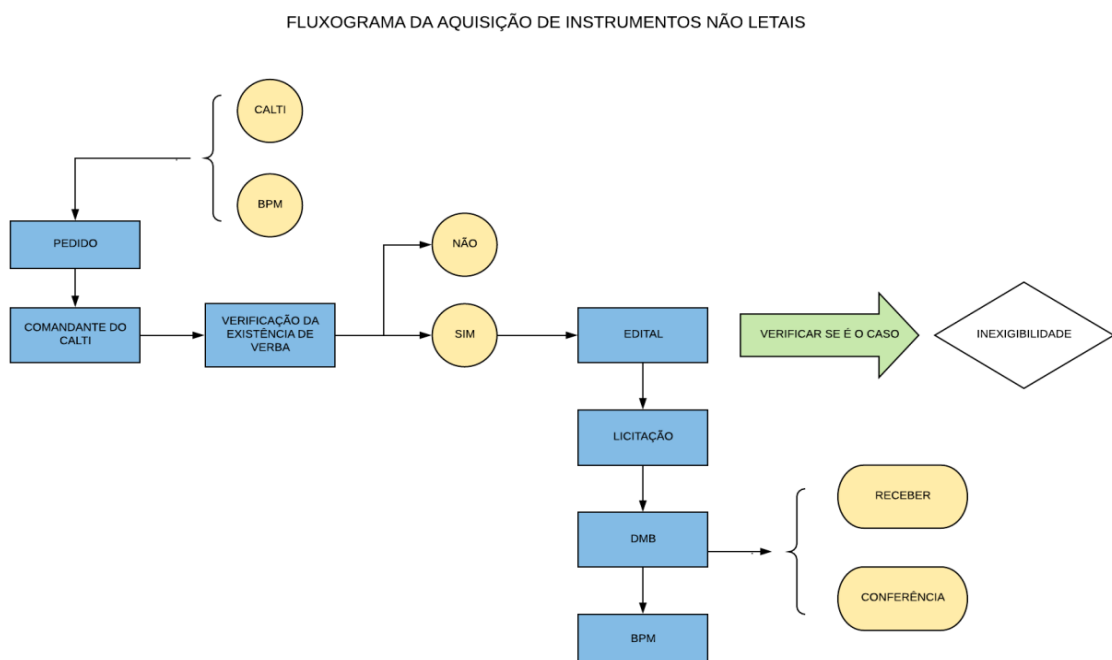 FLUXOGRAMA DA AQUISIÇÃO DE INSTRUMENTOS NÃO LETAIS
CALTI
BPM
PEDIDO
NÃO
COMANDANTE DO
CALTI
VERIFICAÇÃO DA
EXISTÊNCIA DE
VERBA
SIM
EDITAL
VERIFICAR SE É O CASO
INEXIGIBILIDADE
LICITAÇÃO
RECEBER
DMB
CONFERÊNCIA
BPM